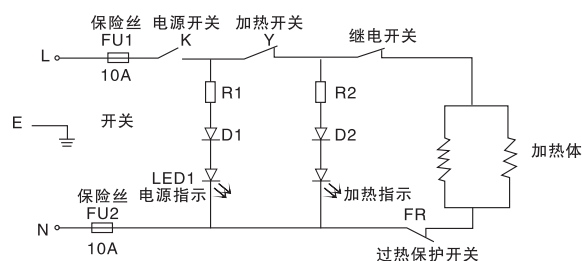 保险丝 电源开关 加热开关 继电开关
FU1 K Y
L
10A
R1 R2
E 开关 D1 D2
加热体
LED1
保险丝 电源指示 加热指示
FU2 FR
N
10A 过热保护开关